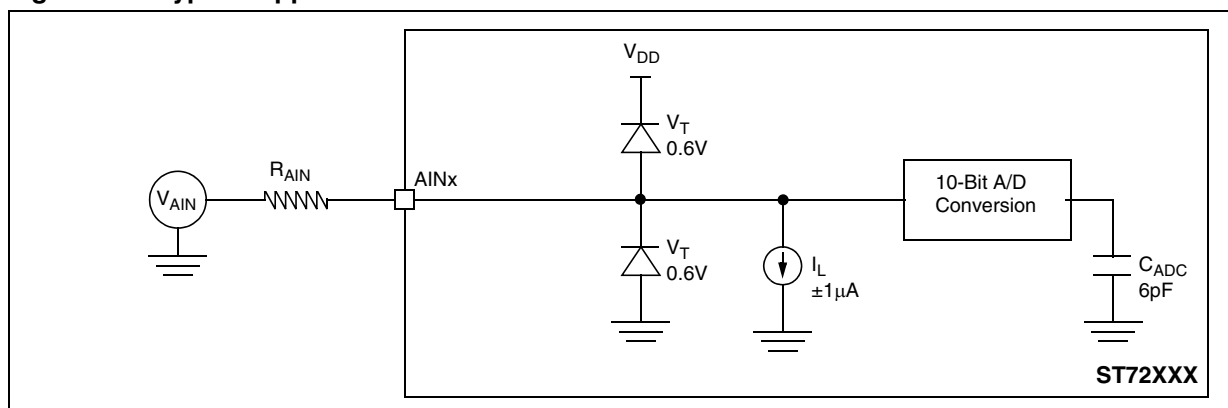 V_DD
V_T
0.6V
R_AIN
AINx
V_AIN
10-Bit A/D
Conversion
V_T
0.6V
I_L
±1µA
C_ADC
6pF
ST72XXX